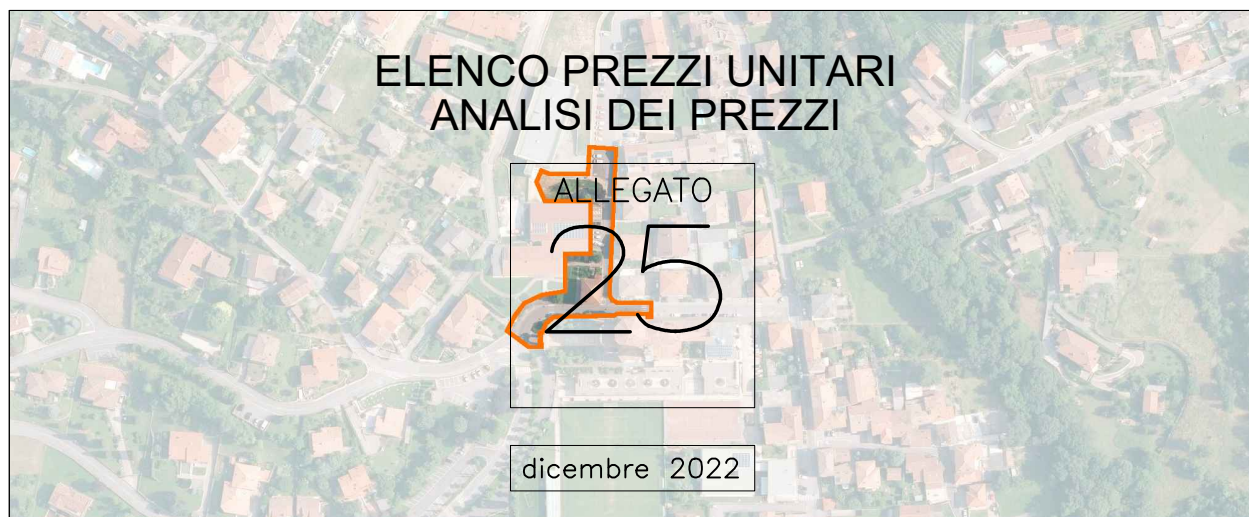 ELENCO PREZZI UNITARI
ANALISI DEI PREZZI
ALLEGATO
25
dicembre 2022